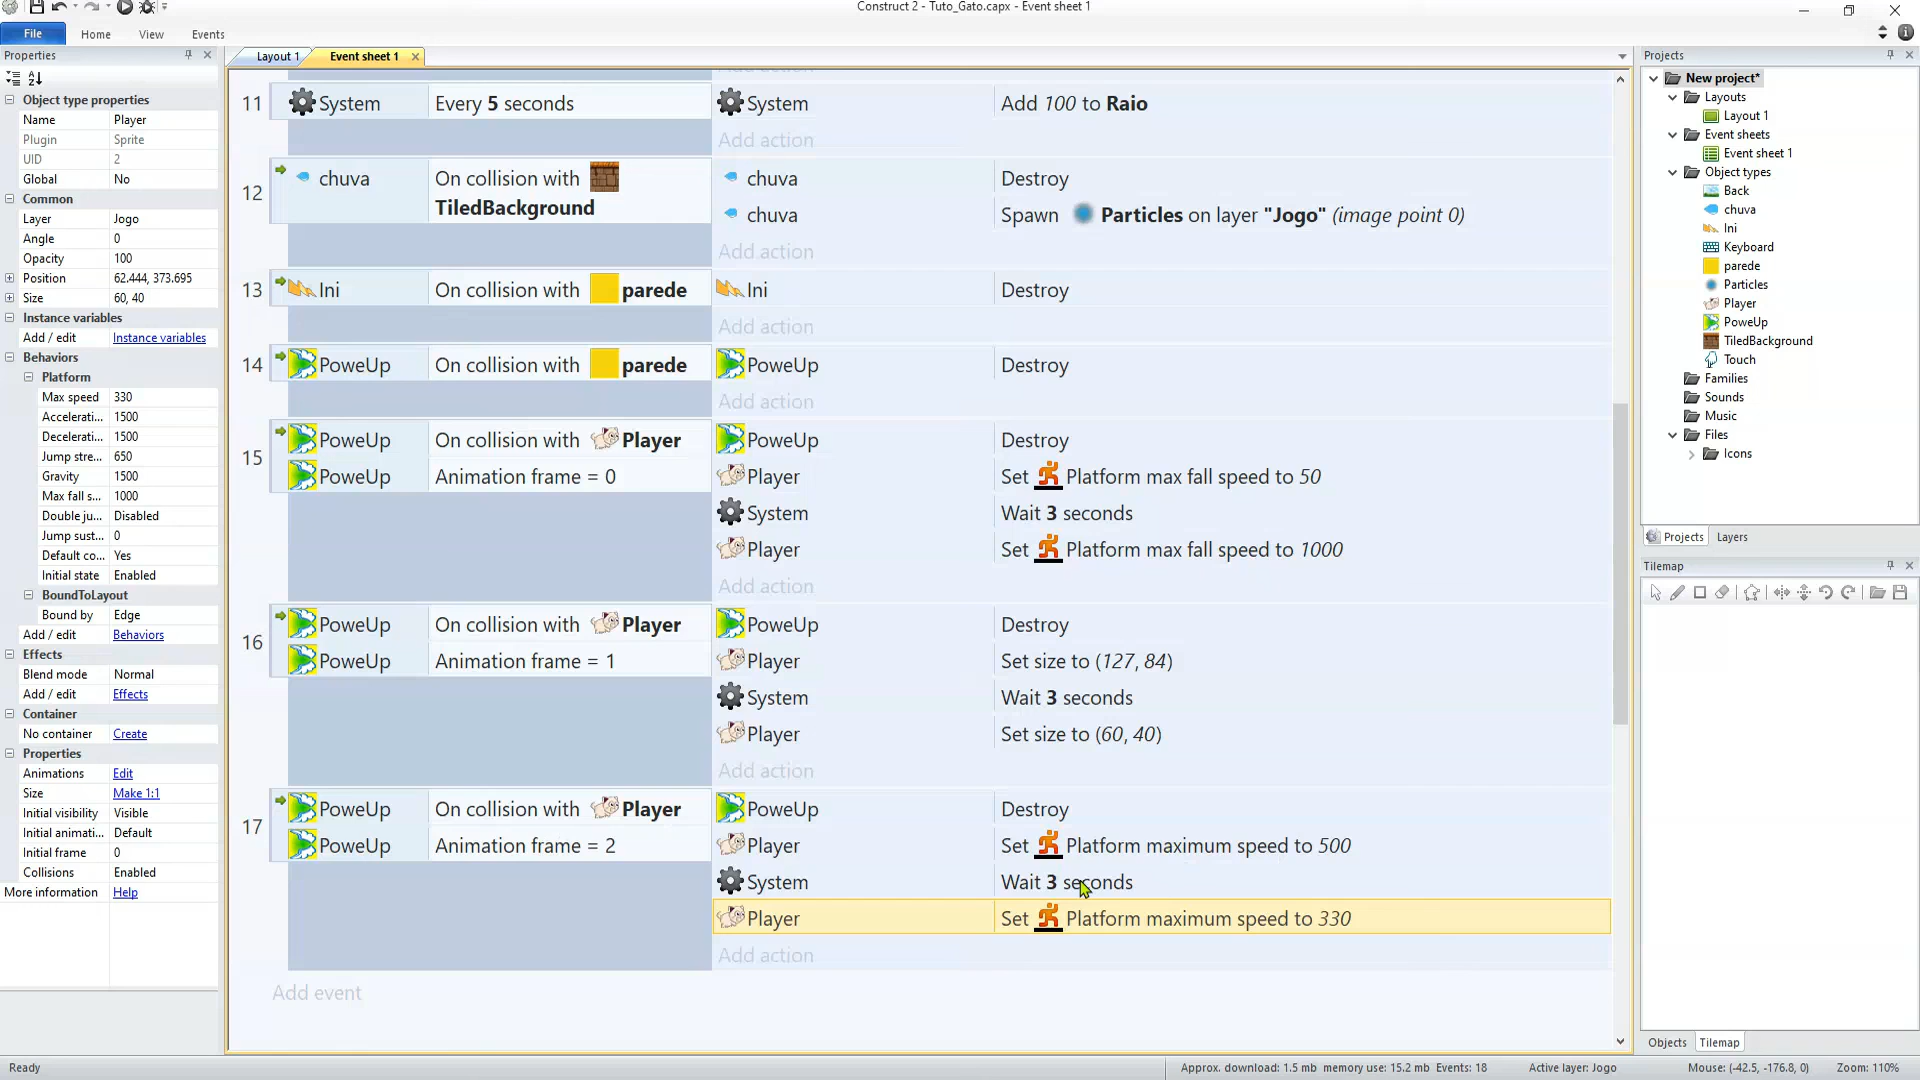 Construct 2 - Tuto_Gato.capx - Event sheet 1
File
Home
View
Events
Properties
Layout 1
Event sheet 1
Projects
Object type properties
Name
Player
Plugin
Sprite
UID
2
Global
No
Common
Layer
Jogo
Angle
0
Opacity
100
Position
62.444, 373.695
Size
60, 40
Instance variables
Add / edit
Instance variables
Behaviors
Platform
Max speed
330
Accelerati...
1500
Decelerati...
1500
Jump stre...
650
Gravity
1500
Max fall s...
1000
Double ju...
Disabled
Jump sust...
0
Default co...
Yes
Initial state
Enabled
BoundToLayout
Bound by
Edge
Add / edit
Behaviors
Effects
Blend mode
Normal
Add / edit
Effects
Container
No container
Create
Properties
Animations
Edit
Size
Make 1:1
Initial visibility
Visible
Initial animati...
Default
Initial frame
0
Collisions
Enabled
More information
Help
Add action
11
System
Every 5 seconds
System
Add 100 to Raio
Add action
12
chuva
On collision with
TiledBackground
chuva
Destroy
chuva
Spawn Particles on layer "Jogo" (image point 0)
Add action
13
Ini
On collision with parede
Ini
Destroy
Add action
14
PoweUp
On collision with parede
PoweUp
Destroy
Add action
15
PoweUp
On collision with Player
PoweUp
Animation frame = 0
PoweUp
Destroy
Player
Set Platform max fall speed to 50
System
Wait 3 seconds
Player
Set Platform max fall speed to 1000
Add action
16
PoweUp
On collision with Player
PoweUp
Animation frame = 1
PoweUp
Destroy
Player
Set size to (127, 84)
System
Wait 3 seconds
Player
Set size to (60, 40)
Add action
17
PoweUp
On collision with Player
PoweUp
Animation frame = 2
PoweUp
Destroy
Player
Set Platform maximum speed to 500
System
Wait 3 seconds
Player
Set Platform maximum speed to 330
Add action
Add event
New project*
Layouts
Layout 1
Event sheets
Event sheet 1
Object types
Back
chuva
Ini
Keyboard
parede
Particles
Player
PoweUp
TiledBackground
Touch
Families
Sounds
Music
Files
Icons
Projects
Layers
Tilemap
Objects
Tilemap
Ready
Approx. download: 1.5 mb memory use: 15.2 mb Events: 18
Active layer: Jogo
Mouse: (-42.5, -176.8, 0)
Zoom: 110%